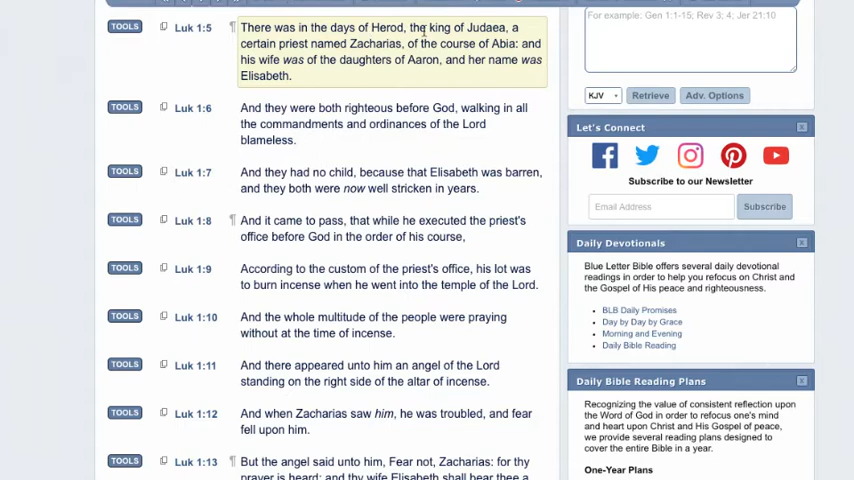 TOOLS Luk 1:5 ¶ There was in the days of Herod, the king of Judaea, a
certain priest named Zacharias, of the course of Abia: and
his wife was of the daughters of Aaron, and her name was
Elisabeth.
TOOLS Luk 1:6 And they were both righteous before God, walking in all
the commandments and ordinances of the Lord
blameless.
TOOLS Luk 1:7 And they had no child, because that Elisabeth was barren,
and they both were now well stricken in years.
TOOLS Luk 1:8 ¶ And it came to pass, that while he executed the priest's
office before God in the order of his course,
TOOLS Luk 1:9 According to the custom of the priest's office, his lot was
to burn incense when he went into the temple of the Lord.
TOOLS Luk 1:10 And the whole multitude of the people were praying
without at the time of incense.
TOOLS Luk 1:11 And there appeared unto him an angel of the Lord
standing on the right side of the altar of incense.
TOOLS Luk 1:12 And when Zacharias saw him, he was troubled, and fear
fell upon him.
TOOLS Luk 1:13 ¶ But the angel said unto him, Fear not, Zacharias: for thy
prayer is heard; and thy wife Elisabeth shall bear thee a
For example: Gen 1:1-15; Rev 3; 4; Jer 21:10
KJV Retrieve Adv. Options
Let's Connect x
Subscribe to our Newsletter
Email Address Subscribe
Daily Devotionals x
Blue Letter Bible offers several daily devotional
readings in order to help you refocus on Christ and
the Gospel of His peace and righteousness.
• BLB Daily Promises
• Day by Day by Grace
• Morning and Evening
• Daily Bible Reading
Daily Bible Reading Plans x
Recognizing the value of consistent reflection upon
the Word of God in order to refocus one's mind
and heart upon Christ and His Gospel of peace,
we provide several reading plans designed to
cover the entire Bible in a year.
One-Year Plans